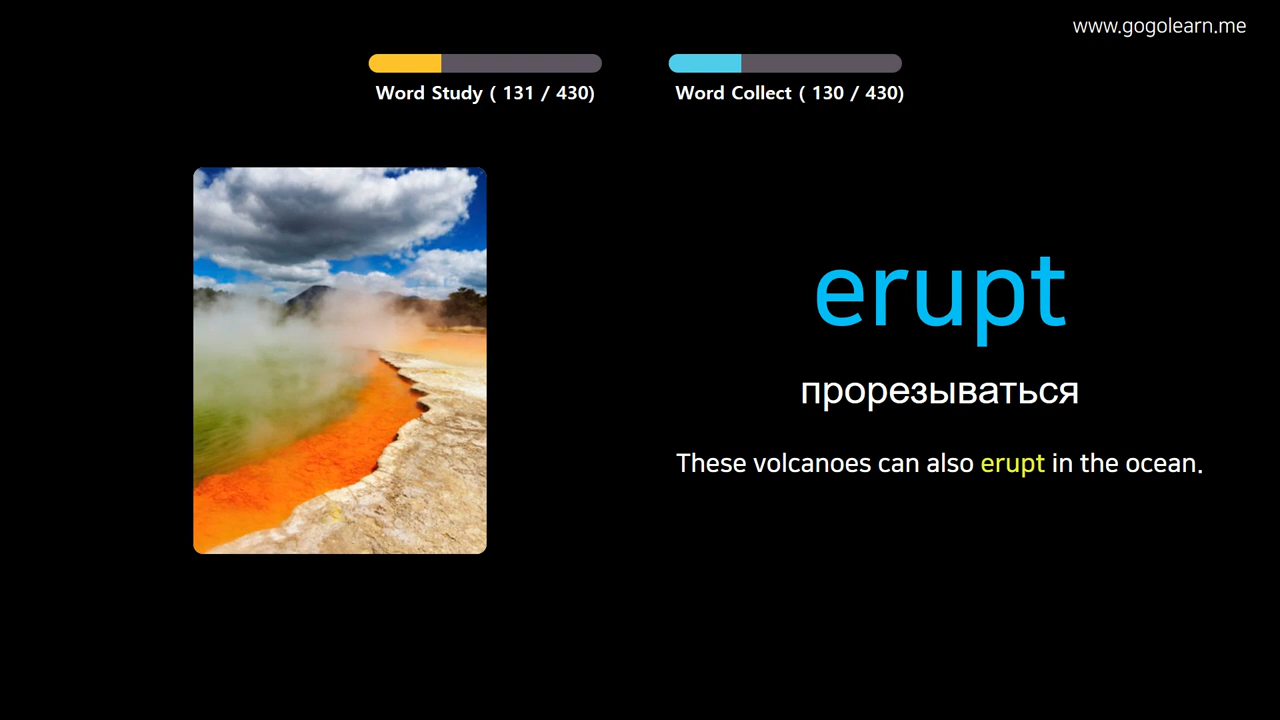 www.gogolearn.me
Word Study ( 131 / 430)
Word Collect ( 130 / 430)
erupt
прорезываться
These volcanoes can also erupt in the ocean.